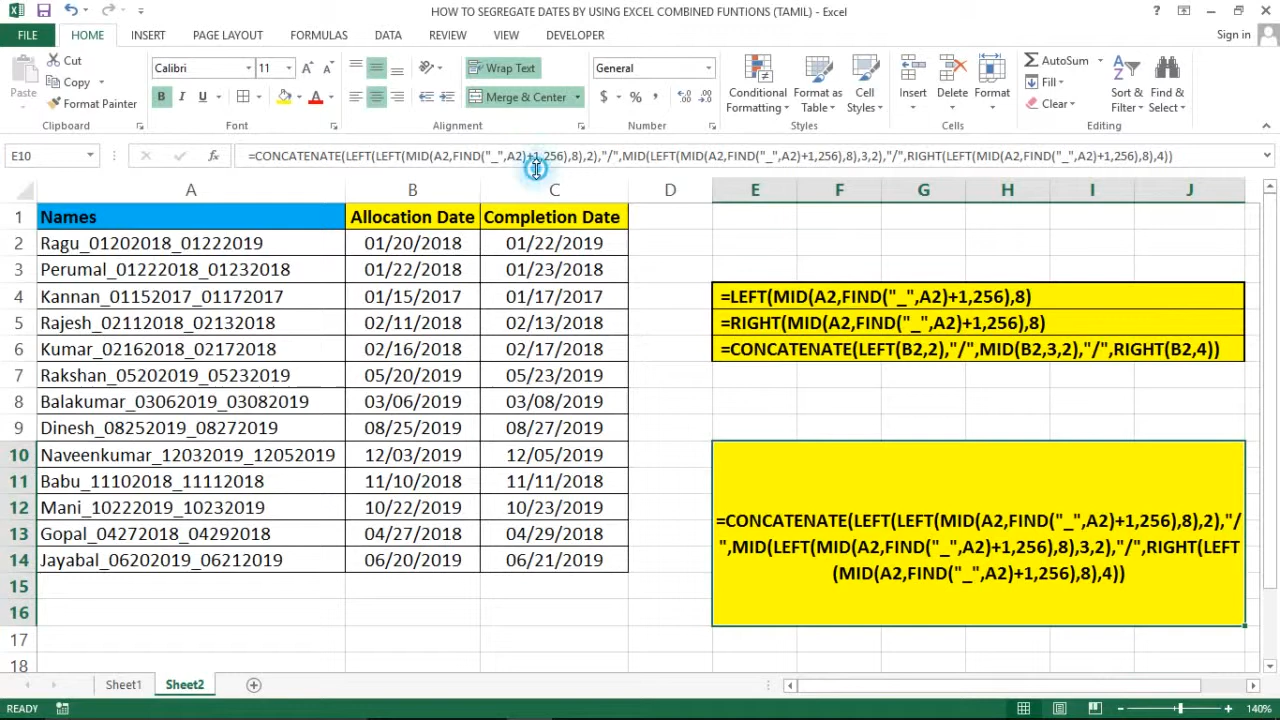 HOW TO SEGREGATE DATES BY USING EXCEL COMBINED FUNTIONS (TAMIL) - Excel
FILE HOME INSERT PAGE LAYOUT FORMULAS DATA REVIEW VIEW DEVELOPER Sign in
Paste
Cut
Copy
Format Painter
Calibri 11
B I U A
Wrap Text
Merge & Center
General
$ % ,
Conditional Formatting
Format as Table
Cell Styles
Insert
Delete
Format
AutoSum
Fill
Clear
Sort & Filter
Find & Select
Clipboard Font Alignment Number Styles Cells Editing
E10 fx =CONCATENATE(LEFT(LEFT(MID(A2,FIND("_",A2)+1,256),8),2),"/",MID(LEFT(MID(A2,FIND("_",A2)+1,256),8),3,2),"/",RIGHT(LEFT(MID(A2,FIND("_",A2)+1,256),8),4))
A B C D E F G H I J
1 Names Allocation Date Completion Date
2 Ragu_01202018_01222019 01/20/2018 01/22/2019
3 Perumal_01222018_01232018 01/22/2018 01/23/2018
4 Kannan_01152017_01172017 01/15/2017 01/17/2017 =LEFT(MID(A2,FIND("_",A2)+1,256),8)
5 Rajesh_02112018_02132018 02/11/2018 02/13/2018 =RIGHT(MID(A2,FIND("_",A2)+1,256),8)
6 Kumar_02162018_02172018 02/16/2018 02/17/2018 =CONCATENATE(LEFT(B2,2),"/",MID(B2,3,2),"/",RIGHT(B2,4))
7 Rakshan_05202019_05232019 05/20/2019 05/23/2019
8 Balakumar_03062019_03082019 03/06/2019 03/08/2019
9 Dinesh_08252019_08272019 08/25/2019 08/27/2019
10 Naveenkumar_12032019_12052019 12/03/2019 12/05/2019
11 Babu_11102018_11112018 11/10/2018 11/11/2018
12 Mani_10222019_10232019 10/22/2019 10/23/2019
13 Gopal_04272018_04292018 04/27/2018 04/29/2018
14 Jayabal_06202019_06212019 06/20/2019 06/21/2019
=CONCATENATE(LEFT(LEFT(MID(A2,FIND("_",A2)+1,256),8),2),"/
",MID(LEFT(MID(A2,FIND("_",A2)+1,256),8),3,2),"/",RIGHT(LEFT
(MID(A2,FIND("_",A2)+1,256),8),4))
15
16
17
18
Sheet1 Sheet2
READY 140%